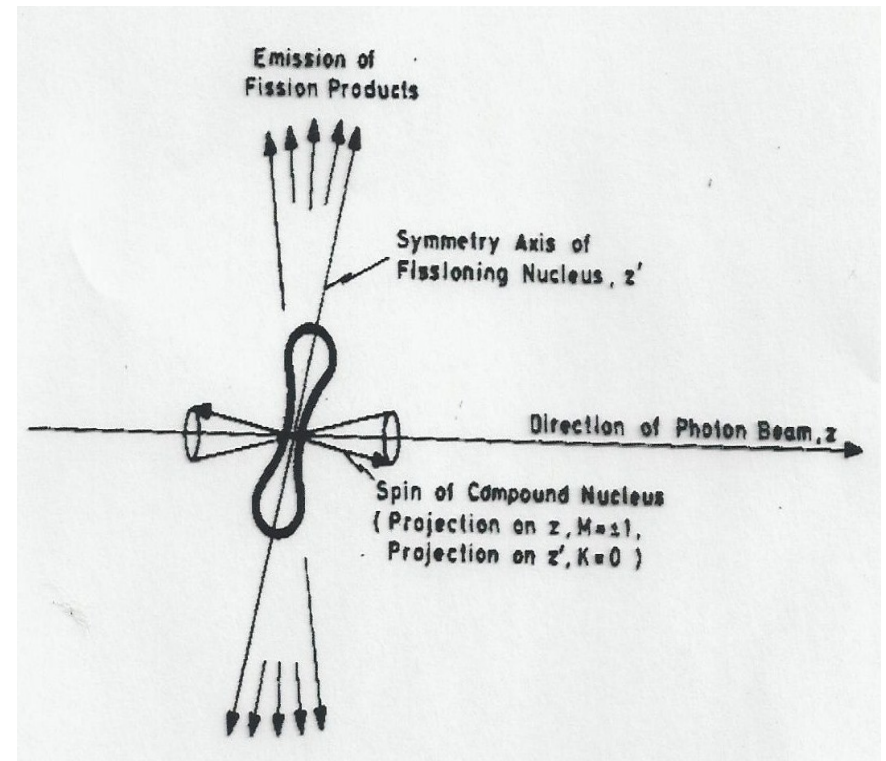 Emission of
Fission Products
Symmetry Axis of
Fissioning Nucleus, z'
Direction of Photon Beam, z
Spin of Compound Nucleus
( Projection on z, M=±1,
Projection on z', K=0 )